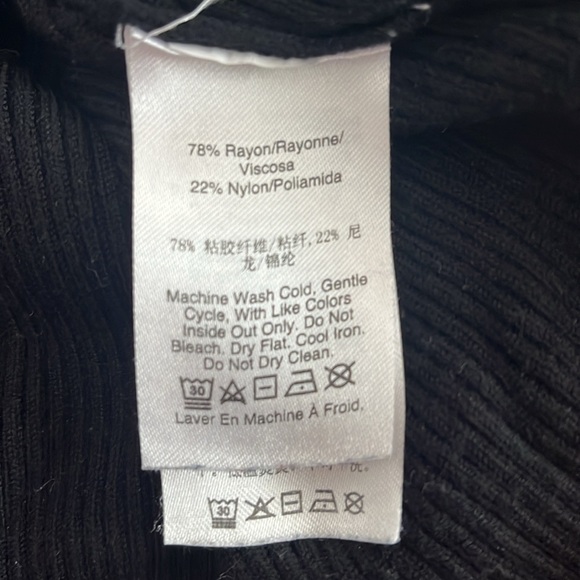 78% Rayon/Rayonne/
Viscosa
22% Nylon/Poliamida
78% 粘胶纤维/粘纤, 22% 尼
龙/锦纶
Machine Wash Cold, Gentle
Cycle, With Like Colors
Inside Out Only. Do Not
Bleach. Dry Flat. Cool Iron.
Do Not Dry Clean.
30
Laver En Machine À Froid,
洗。
30